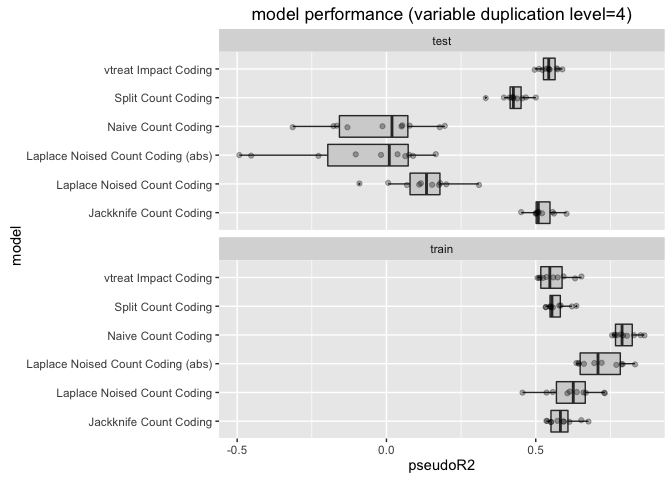 model performance (variable duplication level=4)
test
vtreat Impact Coding
Split Count Coding
Naive Count Coding
Laplace Noised Count Coding (abs)
Laplace Noised Count Coding
Jackknife Count Coding
model
train
vtreat Impact Coding
Split Count Coding
Naive Count Coding
Laplace Noised Count Coding (abs)
Laplace Noised Count Coding
Jackknife Count Coding
-0.5 0.0 0.5
pseudoR2